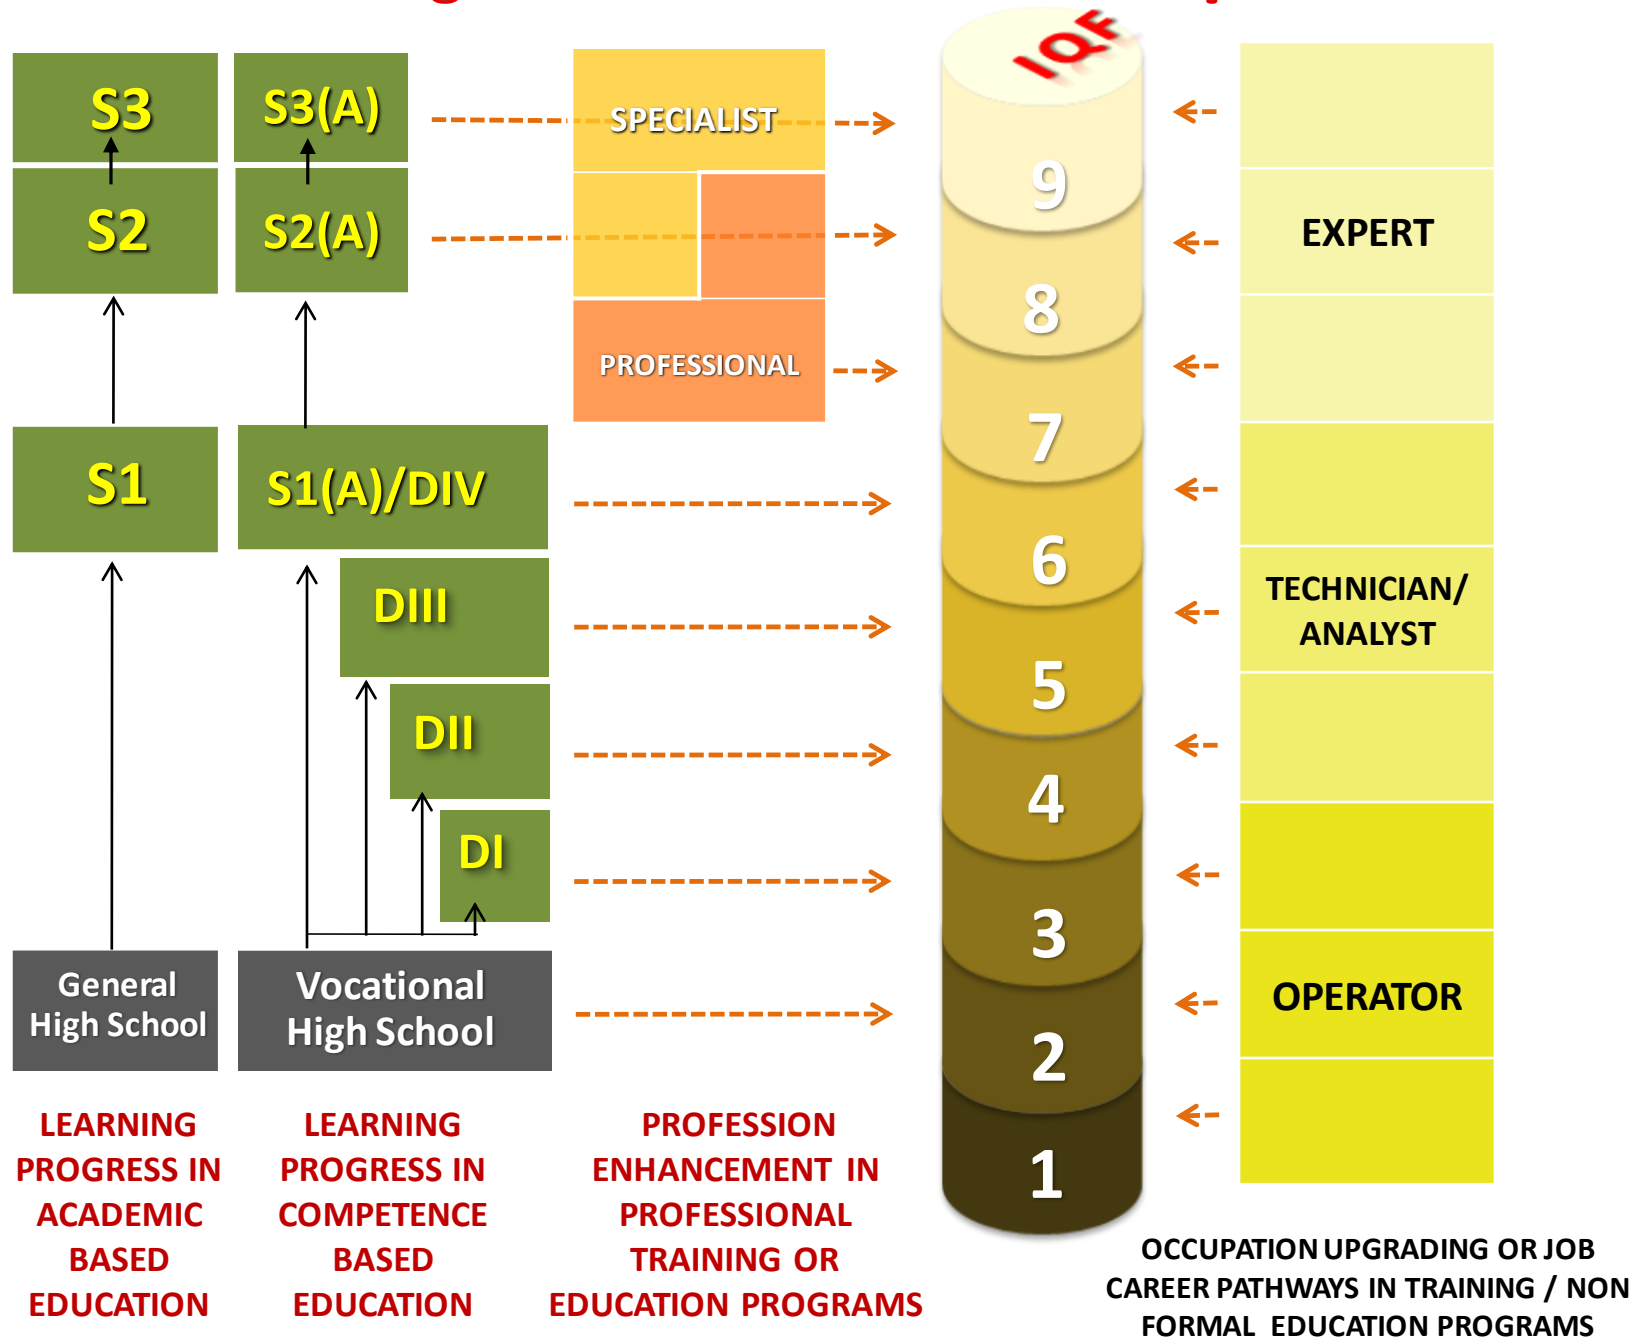 IQF
S3
S3(A)
SPECIALIST
S2
S2(A)
PROFESSIONAL
S1
S1(A)/DIV
DIII
DII
DI
General
High School
Vocational
High School
9
8
7
6
5
4
3
2
1
EXPERT
TECHNICIAN/
ANALYST
OPERATOR
LEARNING
PROGRESS IN
ACADEMIC
BASED
EDUCATION
LEARNING
PROGRESS IN
COMPETENCE
BASED
EDUCATION
PROFESSION
ENHANCEMENT IN
PROFESSIONAL
TRAINING OR
EDUCATION PROGRAMS
OCCUPATION UPGRADING OR JOB
CAREER PATHWAYS IN TRAINING / NON
FORMAL EDUCATION PROGRAMS